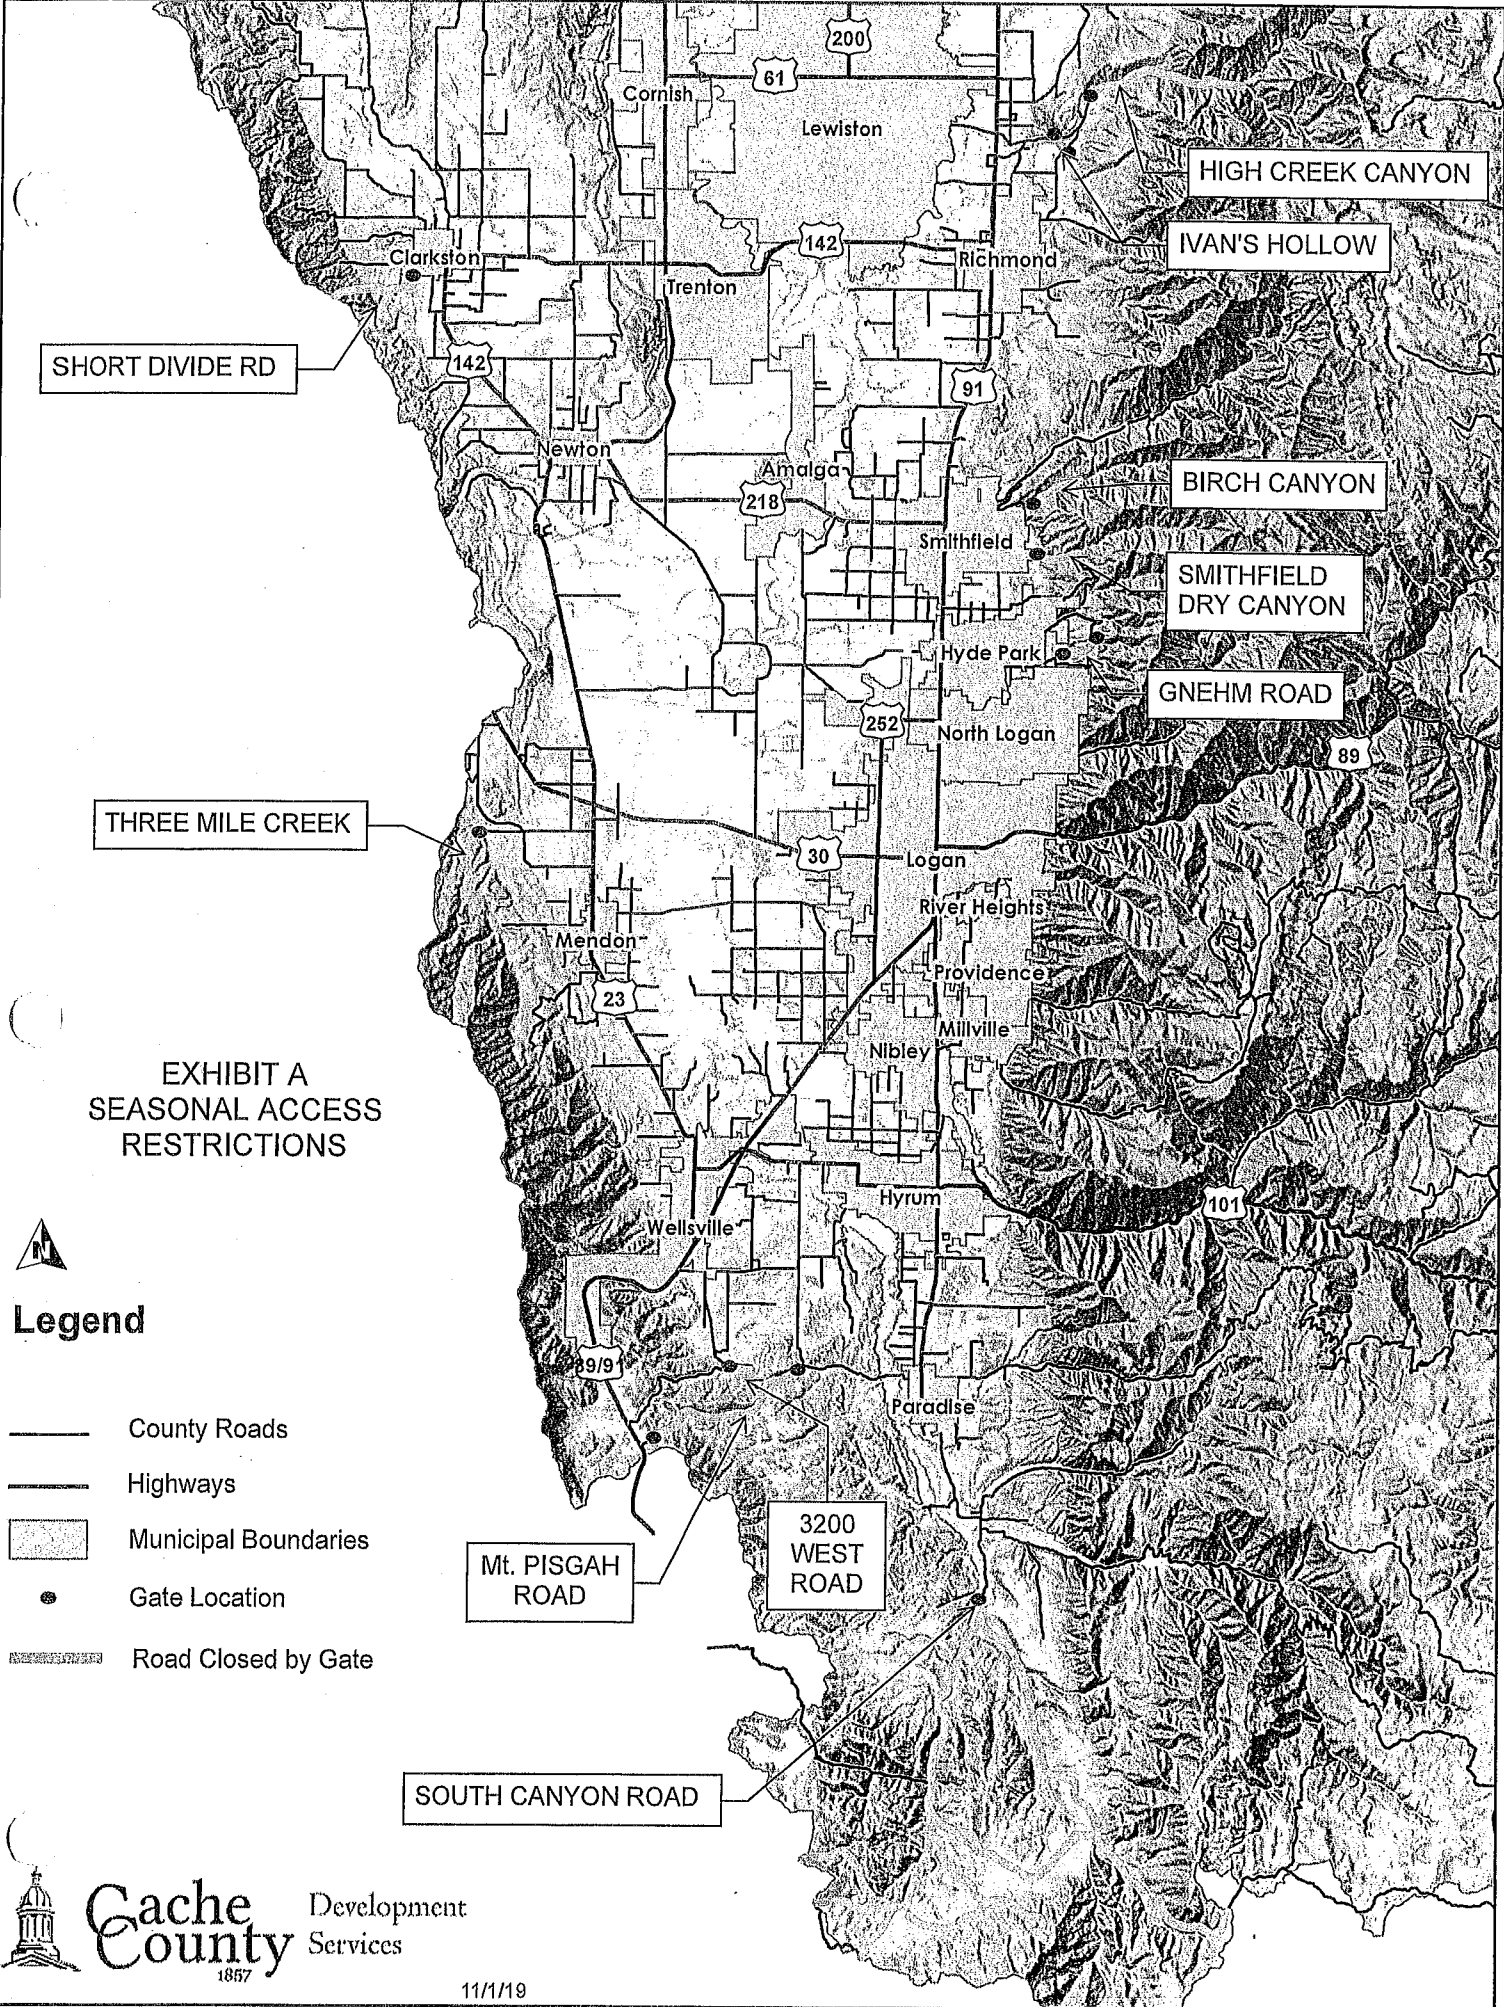 200
61
Cornish
Lewiston
HIGH CREEK CANYON
IVAN'S HOLLOW
142
Clarkston
Richmond
Trenton
SHORT DIVIDE RD
142
91
Newton
Amalga
BIRCH CANYON
218
Smithfield
SMITHFIELD
DRY CANYON
Hyde Park
GNEHM ROAD
252
North Logan
89
THREE MILE CREEK
30
Logan
River Heights
Mendon
Providence
23
Millville
Nibley
EXHIBIT A
SEASONAL ACCESS
RESTRICTIONS
Hyrum
101
Wellsville
N
Legend
89/91
Paradise
County Roads
Highways
Municipal Boundaries
Gate Location
Road Closed by Gate
3200
WEST
ROAD
Mt. PISGAH
ROAD
SOUTH CANYON ROAD
Cache
County
1857
Development
Services
11/1/19